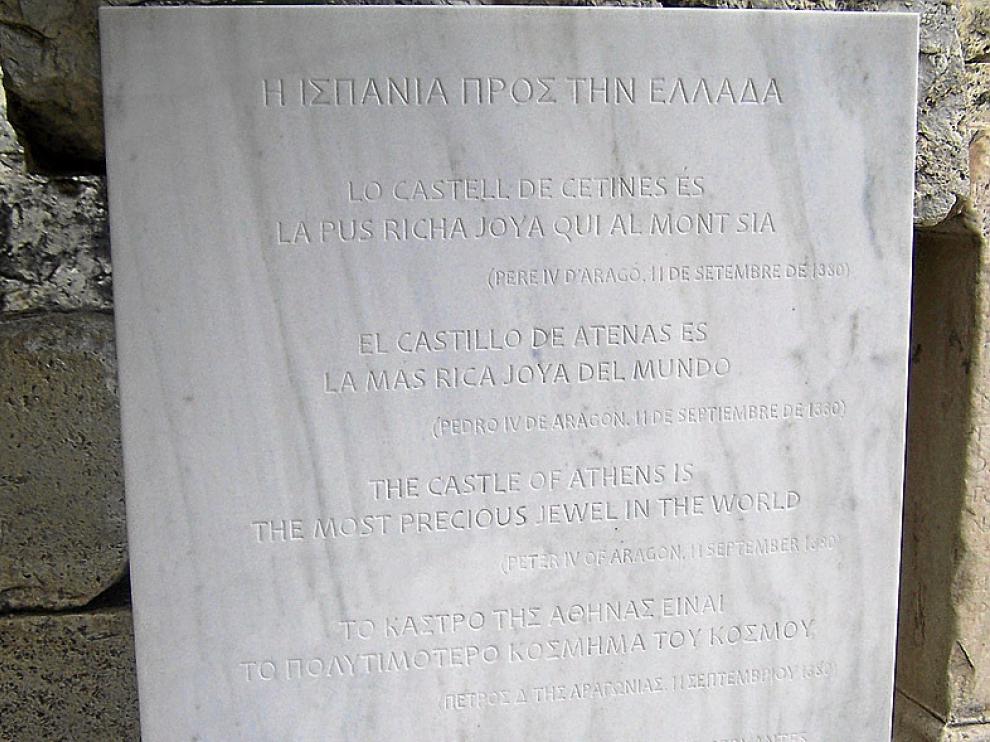 Η ΙΣΠΑΝΙΑ ΠΡΟΣ ΤΗΝ ΕΛΛΑΔΑ
LO CASTELL DE CETINES ÉS
LA PUS RICHA JOYA QUI AL MONT SIA
(PERE IV D'ARAGÓ, 11 DE SETEMBRE DE 1380)
EL CASTILLO DE ATENAS ES
LA MÁS RICA JOYA DEL MUNDO
(PEDRO IV DE ARAGÓN, 11 DE SEPTIEMBRE DE 1380)
THE CASTLE OF ATHENS IS
THE MOST PRECIOUS JEWEL IN THE WORLD
(PETER IV OF ARAGON, 11 SEPTEMBER 1380)
ΤΟ ΚΑΣΤΡΟ ΤΗΣ ΑΘΗΝΑΣ ΕΙΝΑΙ
ΤΟ ΠΟΛΥΤΙΜΟΤΕΡΟ ΚΟΣΜΗΜΑ ΤΟΥ ΚΟΣΜΟΥ
(ΠΕΤΡΟΣ Δ ΤΗΣ ΑΡΑΓΩΝΙΑΣ, 11 ΣΕΠΤΕΜΒΡΙΟΥ 1380)